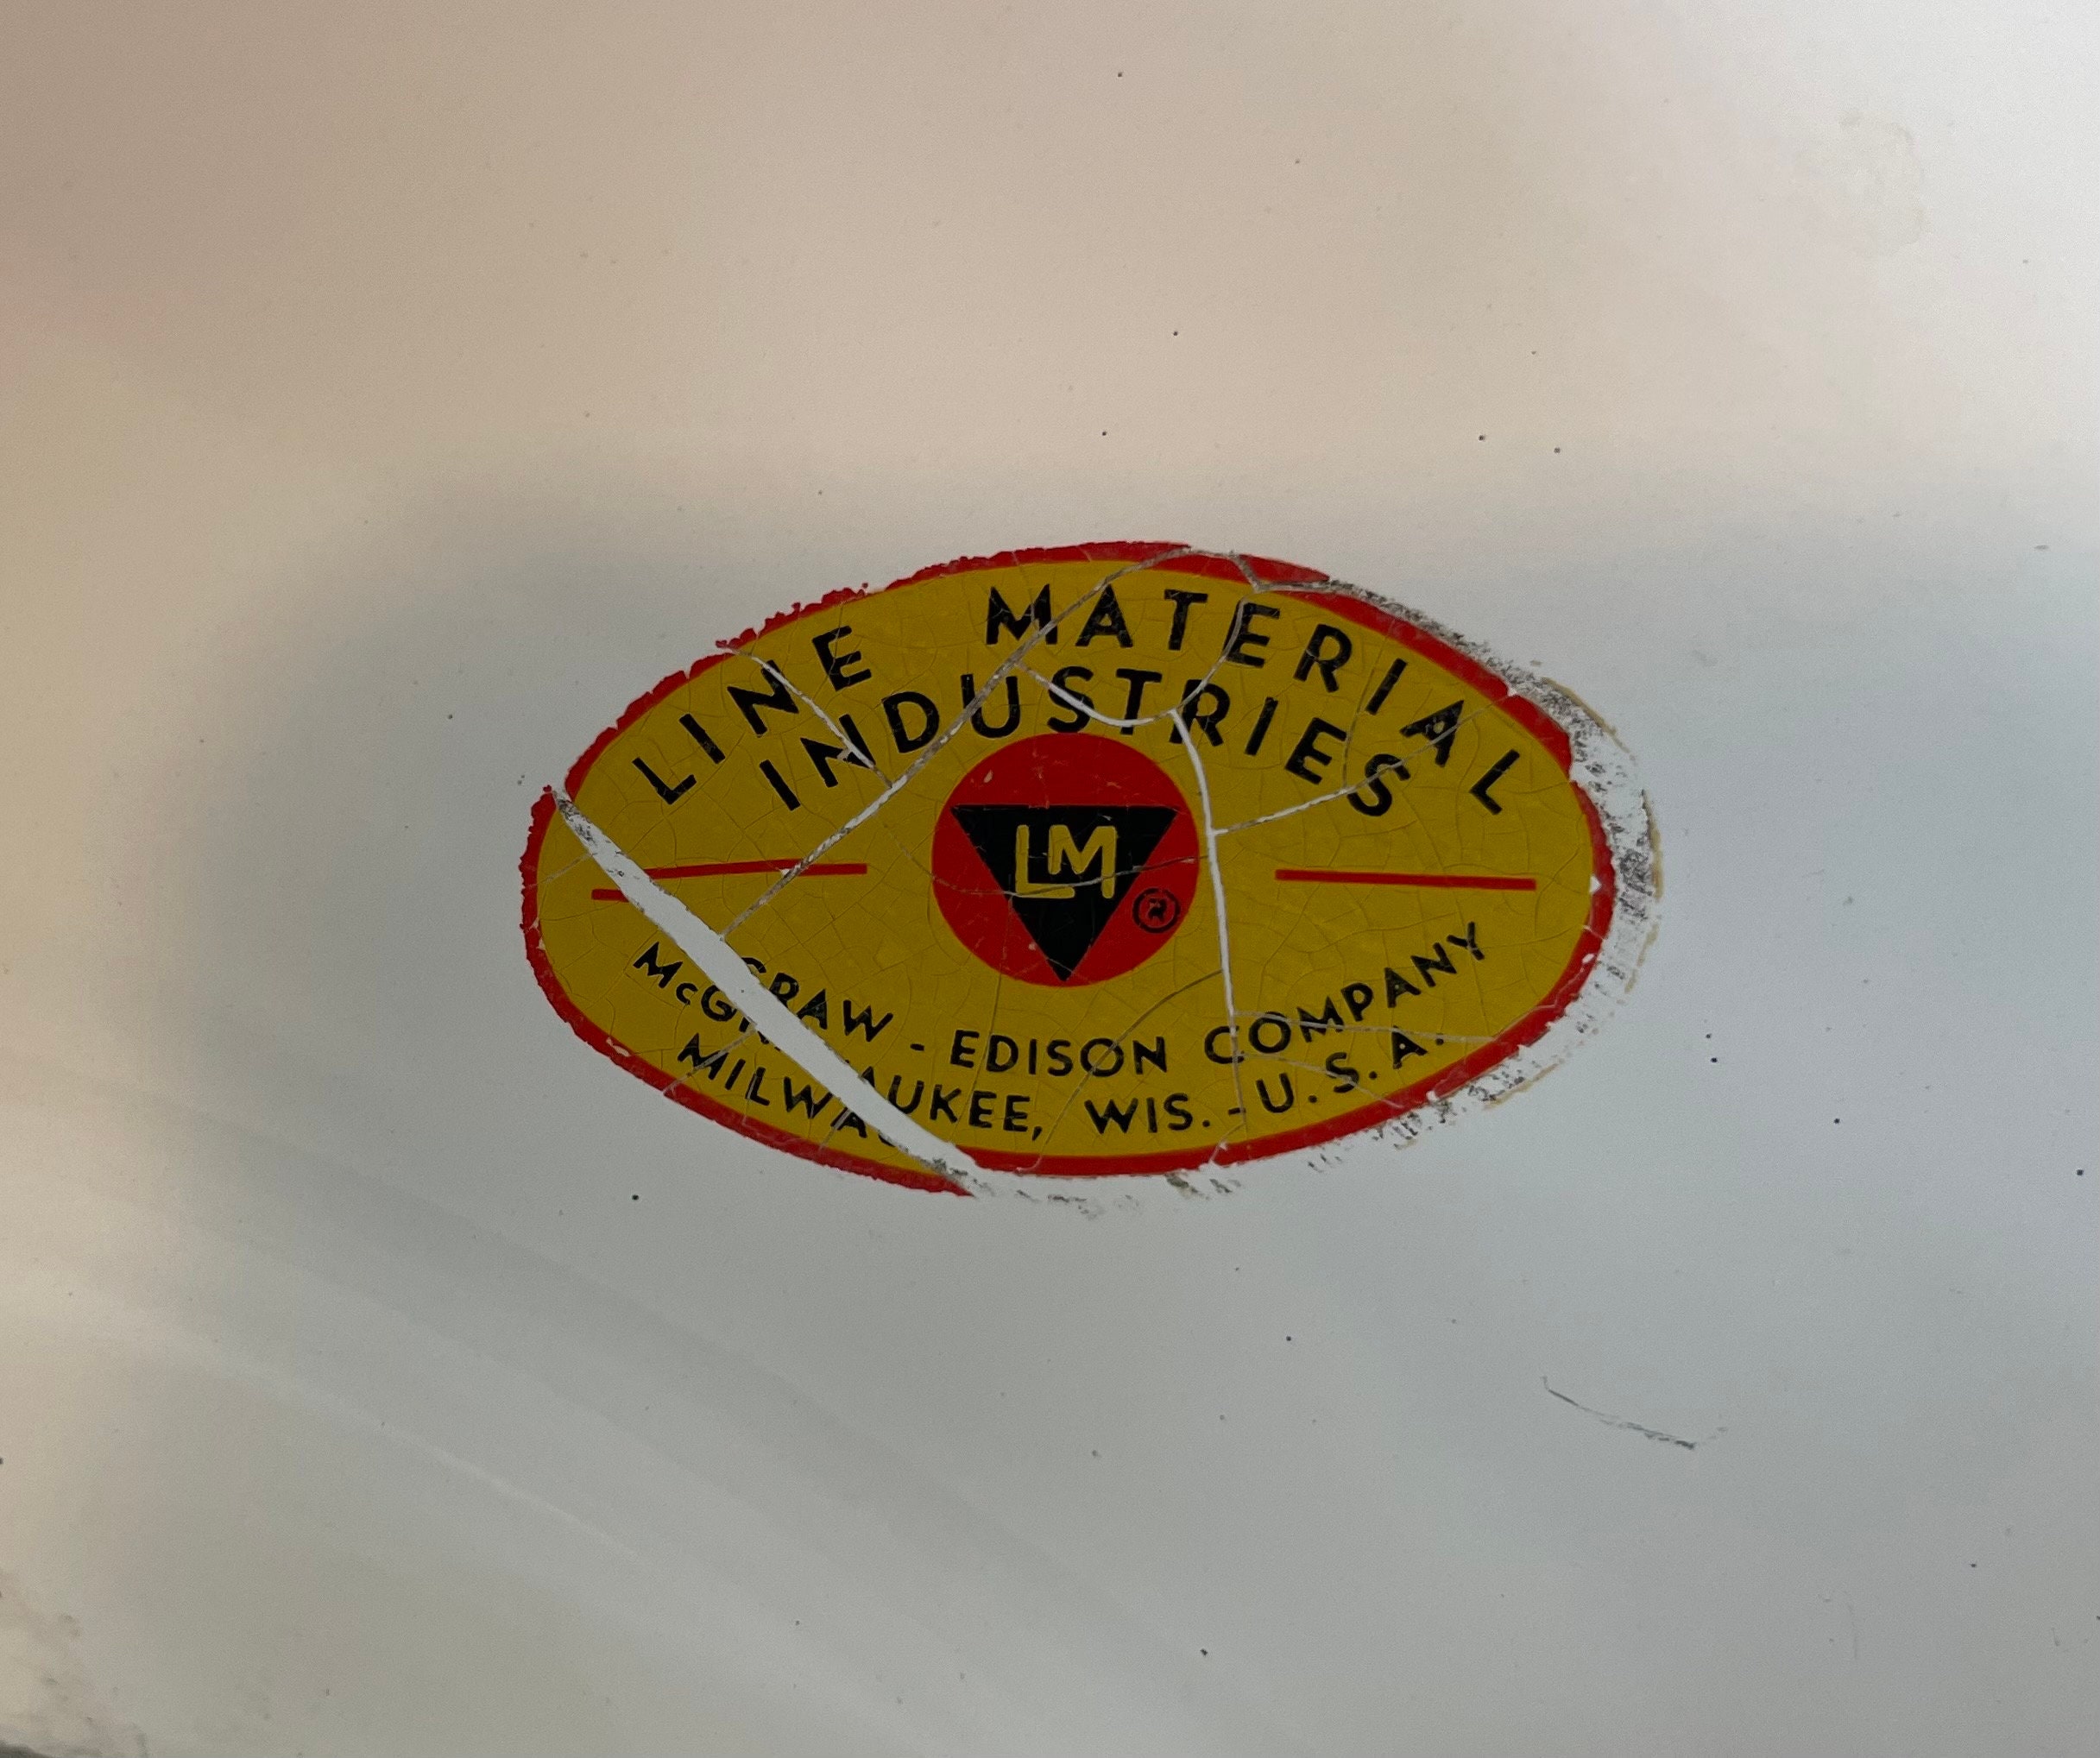 LINE MATERIAL
INDUSTRIES
LM
®
McGRAW - EDISON COMPANY
MILWAUKEE, WIS. - U.S.A.